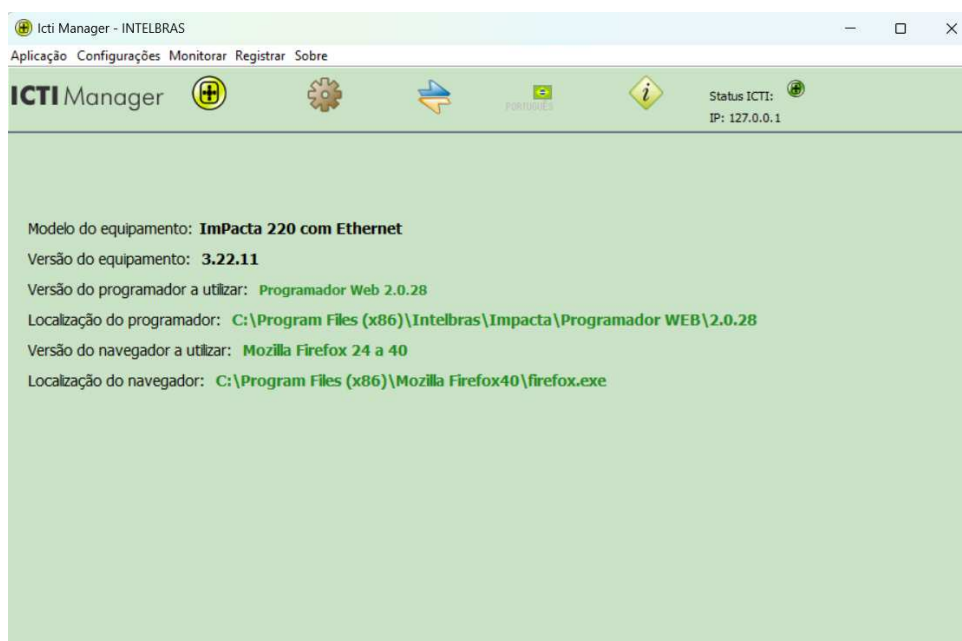 Icti Manager - INTELBRAS
Aplicação Configurações Monitorar Registrar Sobre
ICTI Manager
PORTUGUÊS
Status ICTI:
IP: 127.0.0.1
Modelo do equipamento: ImPacta 220 com Ethernet
Versão do equipamento: 3.22.11
Versão do programador a utilizar: Programador Web 2.0.28
Localização do programador: C:\Program Files (x86)\Intelbras\Impacta\Programador WEB\2.0.28
Versão do navegador a utilizar: Mozilla Firefox 24 a 40
Localização do navegador: C:\Program Files (x86)\Mozilla Firefox40\firefox.exe